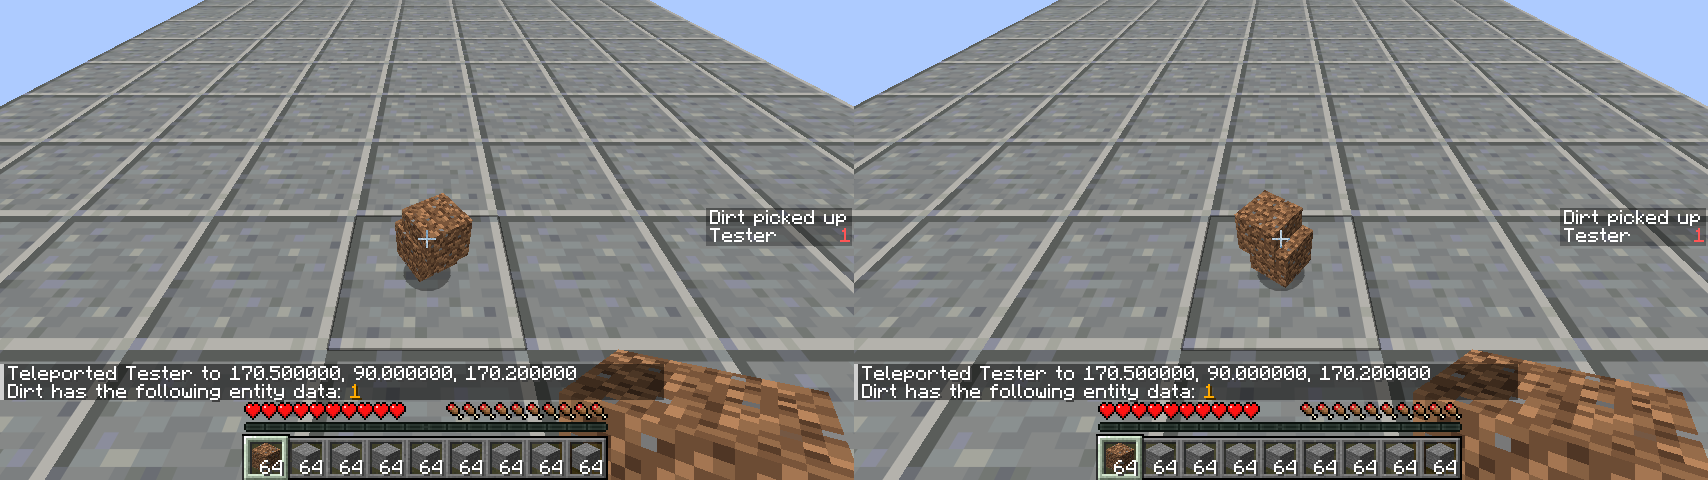 Dirt picked up
Tester 1
Teleported Tester to 170.500000, 90.000000, 170.200000
Dirt has the following entity data: 1
64 64 64 64 64 64 64 64 64
Dirt picked up
Tester 1
Teleported Tester to 170.500000, 90.000000, 170.200000
Dirt has the following entity data: 1
64 64 64 64 64 64 64 64 64